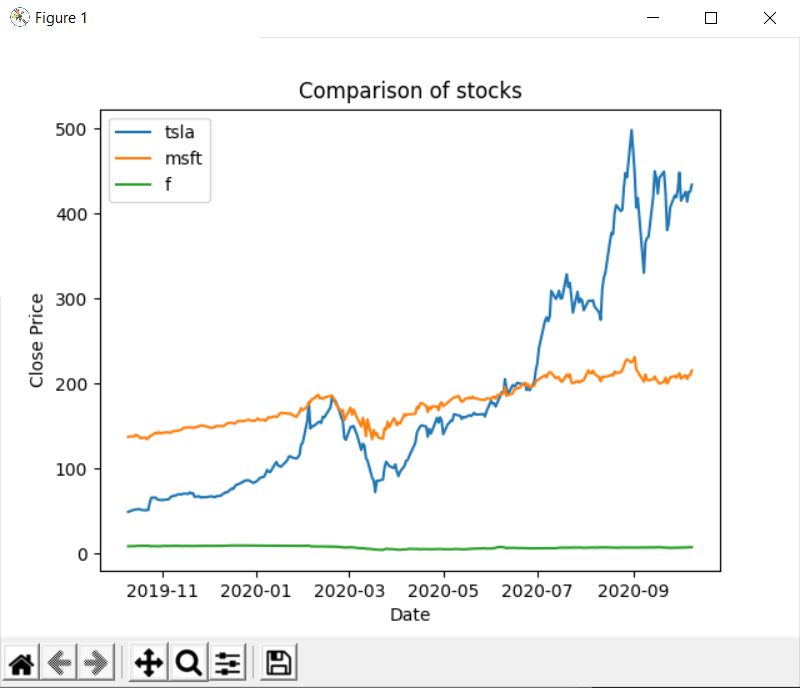 Figure 1
Comparison of stocks
tsla
msft
f
500
400
300
200
100
0
Close Price
2019-11 2020-01 2020-03 2020-05 2020-07 2020-09
Date